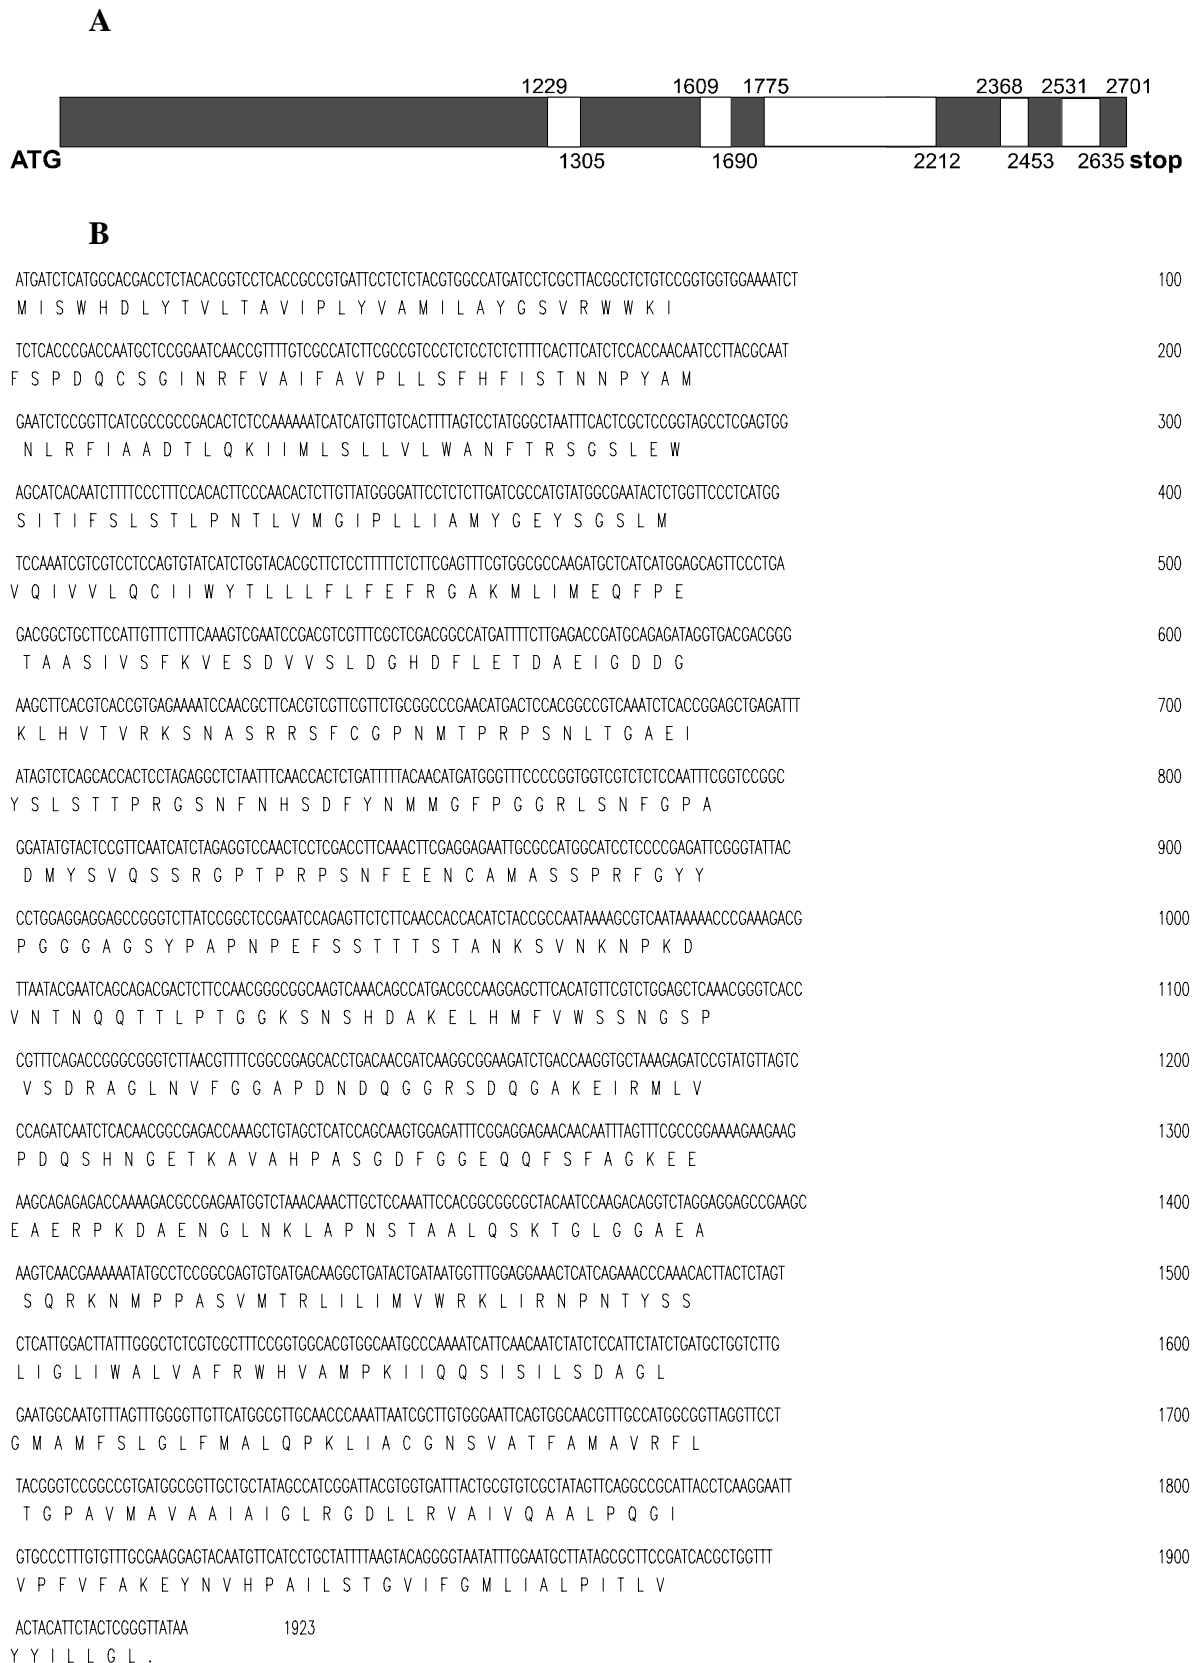 A
1229 1609 1775 2368 2531 2701
ATG 1305 1690 2212 2453 2635 stop
B
ATGATCTCATGGCACGACCTCTACACGGTCCTCACCGCCGTGATTCCTCTCTACGTGGCCATGATCCTCGCTTACGGCTCTGTCCGGTGGTGGAAAATCT 100
M I S W H D L Y T V L T A V I P L Y V A M I L A Y G S V R W W K I
TCTCACCCGACCAATGCTCCGGAATCAACCGTTTTGTCGCCATCTTCGCCGTCCCTCTCCTCTCTTTTCACTTCATCTCCACCAACAATCCTTACGCAAT 200
F S P D Q C S G I N R F V A I F A V P L L S F H F I S T N N P Y A M
GAATCTCCGGTTCATCGCCGCCGACACTCTCCAAAAAATCATCATGTTGTCACTTTTAGTCCTATGGGCTAATTTCACTCGCTCCGGTAGCCTCGAGTGG 300
N L R F I A A D T L Q K I I M L S L L V L W A N F T R S G S L E W
AGCATCACAATCTTTTCCCTTTCCACACTTCCCAACACTCTTGTTATGGGGATTCCTCTCTTGATCGCCATGTATGGCGAATACTCTGGTTCCCTCATGG 400
S I T I F S L S T L P N T L V M G I P L L I A M Y G E Y S G S L M
TCCAAATCGTCGTCCTCCAGTGTATCATCTGGTACACGCTTCTCCTTTTTCTCTTCGAGTTTCGTGGCGCCAAGATGCTCATCATGGAGCAGTTCCCTGA 500
V Q I V V L Q C I I W Y T L L L F L F E F R G A K M L I M E Q F P E
GACGGCTGCTTCCATTGTTTCTTTCAAAGTCGAATCCGACGTCGTTTCGCTCGACGGCCATGATTTTCTTGAGACCGATGCAGAGATAGGTGACGACGGG 600
T A A S I V S F K V E S D V V S L D G H D F L E T D A E I G D D G
AAGCTTCACGTCACCGTGAGAAAATCCAACGCTTCACGTCGTTCGTTCTGCGGCCCGAACATGACTCCACGGCCGTCAAATCTCACCGGAGCTGAGATTT 700
K L H V T V R K S N A S R R S F C G P N M T P R P S N L T G A E I
ATAGTCTCAGCACCACTCCTAGAGGCTCTAATTTCAACCACTCTGATTTTTACAACATGATGGGTTTCCCCGGTGGTCGTCTCTCCAATTTCGGTCCGGC 800
Y S L S T T P R G S N F N H S D F Y N M M G F P G G R L S N F G P A
GGATATGTACTCCGTTCAATCATCTAGAGGTCCAACTCCTCGACCTTCAAACTTCGAGGAGAATTGCGCCATGGCATCCTCCCCGAGATTCGGGTATTAC 900
D M Y S V Q S S R G P T P R P S N F E E N C A M A S S P R F G Y Y
CCTGGAGGAGGAGCCGGGTCTTATCCGGCTCCGAATCCAGAGTTCTCTTCAACCACCACATCTACCGCCAATAAAAGCGTCAATAAAAACCCGAAAGACG 1000
P G G G A G S Y P A P N P E F S S T T T S T A N K S V N K N P K D
TTAATACGAATCAGCAGACGACTCTTCCAACGGGCGGCAAGTCAAACAGCCATGACGCCAAGGAGCTTCACATGTTCGTCTGGAGCTCAAACGGGTCACC 1100
V N T N Q Q T T L P T G G K S N S H D A K E L H M F V W S S N G S P
CGTTTCAGACCGGGCGGGTCTTAACGTTTTCGGCGGAGCACCTGACAACGATCAAGGCGGAAGATCTGACCAAGGTGCTAAAGAGATCCGTATGTTAGTC 1200
V S D R A G L N V F G G A P D N D Q G G R S D Q G A K E I R M L V
CCAGATCAATCTCACAACGGCGAGACCAAAGCTGTAGCTCATCCAGCAAGTGGAGATTTCGGAGGAGAACAACAATTTAGTTTCGCCGGAAAAGAAGAAG 1300
P D Q S H N G E T K A V A H P A S G D F G G E Q Q F S F A G K E E
AAGCAGAGAGACCAAAAGACGCCGAGAATGGTCTAAACAAACTTGCTCCAAATTCCACGGCGGCGCTACAATCCAAGACAGGTCTAGGAGGAGCCGAAGC 1400
E A E R P K D A E N G L N K L A P N S T A A L Q S K T G L G G A E A
AAGTCAACGAAAAAATATGCCTCCGGCGAGTGTGATGACAAGGCTGATACTGATAATGGTTTGGAGGAAACTCATCAGAAACCCAAACACTTACTCTAGT 1500
S Q R K N M P P A S V M T R L I L I M V W R K L I R N P N T Y S S
CTCATTGGACTTATTTGGGCTCTCGTCGCTTTCCGGTGGCACGTGGCAATGCCCAAAATCATTCAACAATCTATCTCCATTCTATCTGATGCTGGTCTTG 1600
L I G L I W A L V A F R W H V A M P K I I Q Q S I S I L S D A G L
GAATGGCAATGTTTAGTTTGGGGTTGTTCATGGCGTTGCAACCCAAATTAATCGCTTGTGGGAATTCAGTGGCAACGTTTGCCATGGCGGTTAGGTTCCT 1700
G M A M F S L G L F M A L Q P K L I A C G N S V A T F A M A V R F L
TACGGGTCCGGCCGTGATGGCGGTTGCTGCTATAGCCATCGGATTACGTGGTGATTTACTGCGTGTCGCTATAGTTCAGGCCGCATTACCTCAAGGAATT 1800
T G P A V M A V A A I A I G L R G D L L R V A I V Q A A L P Q G I
GTGCCCTTTGTGTTTGCGAAGGAGTACAATGTTCATCCTGCTATTTTAAGTACAGGGGTAATATTTGGAATGCTTATAGCGCTTCCGATCACGCTGGTTT 1900
V P F V F A K E Y N V H P A I L S T G V I F G M L I A L P I T L V
ACTACATTCTACTCGGGTTATAA 1923
Y Y I L L G L .